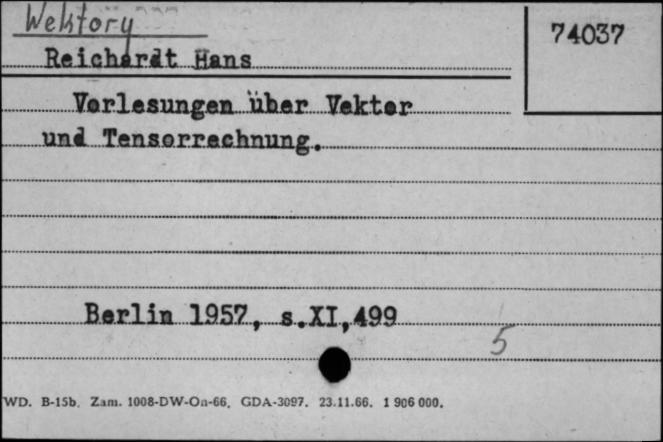 Wektory
74037
Reichardt Hans
Vorlesungen über Vektor
und Tensorrechnung.
Berlin 1957, s.XI,499
5
WD. B-15b. Zam. 1008-DW-On-66. GDA-3097. 23.11.66. 1 906 000.